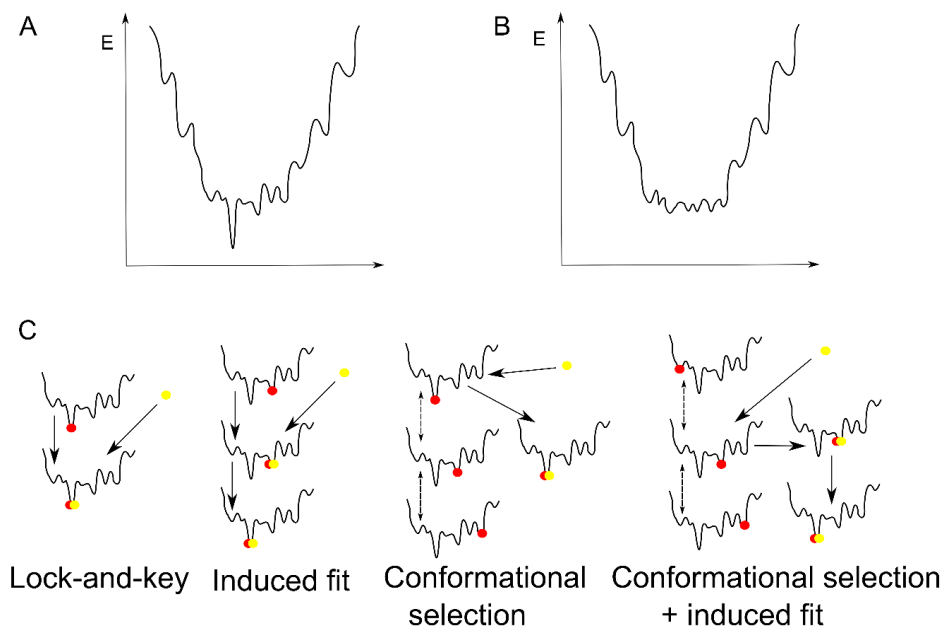 A
E
B
E
C
Lock-and-key
Induced fit
Conformational
selection
Conformational selection
+ induced fit